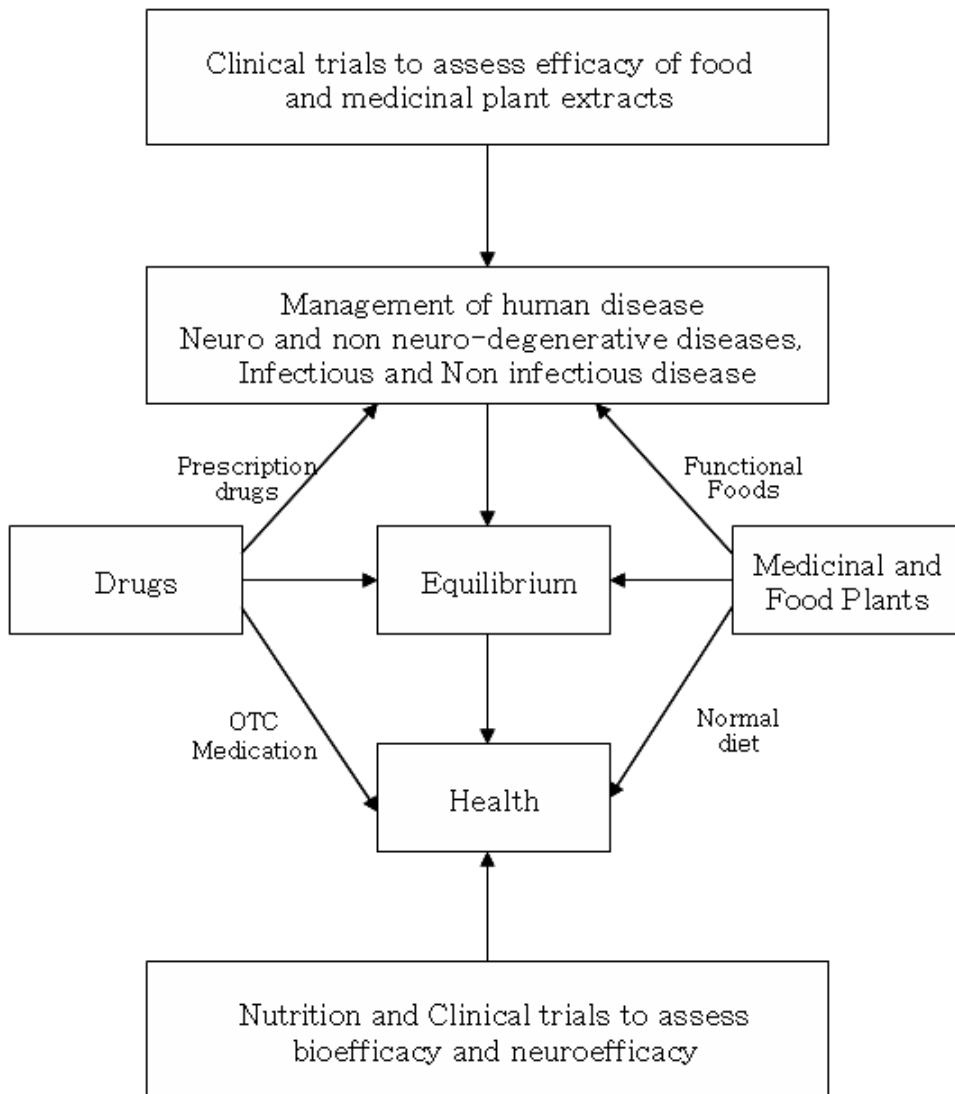 Clinical trials to assess efficacy of food
and medicinal plant extracts
Management of human disease
Neuro and non neuro-degenerative diseases,
Infectious and Non infectious disease
Prescription
drugs
Functional
Foods
Drugs
Equilibrium
Medicinal and
Food Plants
OTC
Medication
Normal
diet
Health
Nutrition and Clinical trials to assess
bioefficacy and neuroefficacy